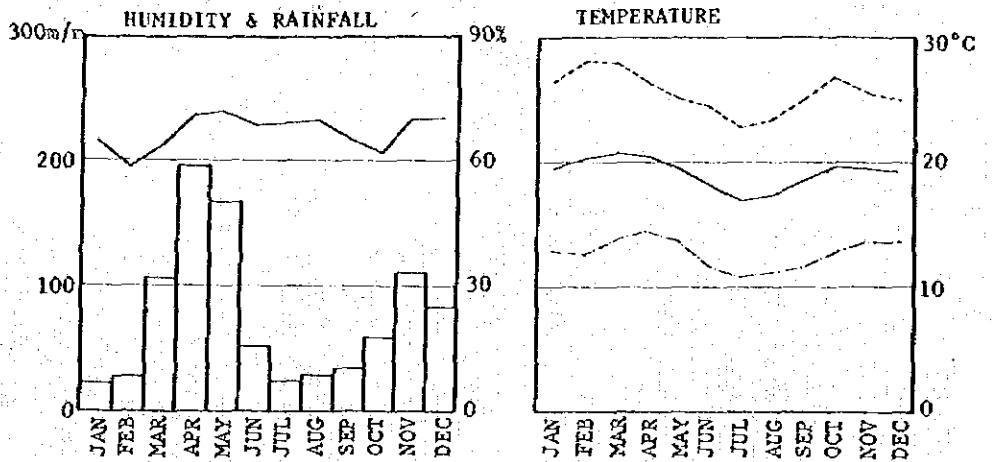 HUMIDITY & RAINFALL
300m/m 90%
200 60
100 30
0 0
JAN FEB MAR APR MAY JUN JUL AUG SEP OCT NOV DEC
TEMPERATURE
30°C
20
10
0
JAN FEB MAR APR MAY JUN JUL AUG SEP OCT NOV DEC